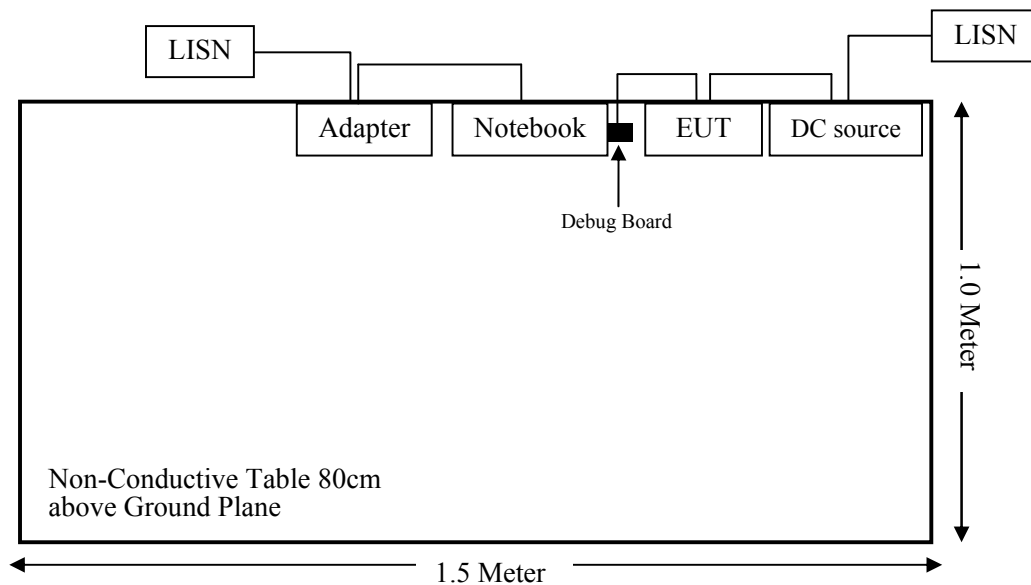 LISN
LISN
Adapter
Notebook
EUT
DC source
Debug Board
1.0 Meter
Non-Conductive Table 80cm
above Ground Plane
1.5 Meter